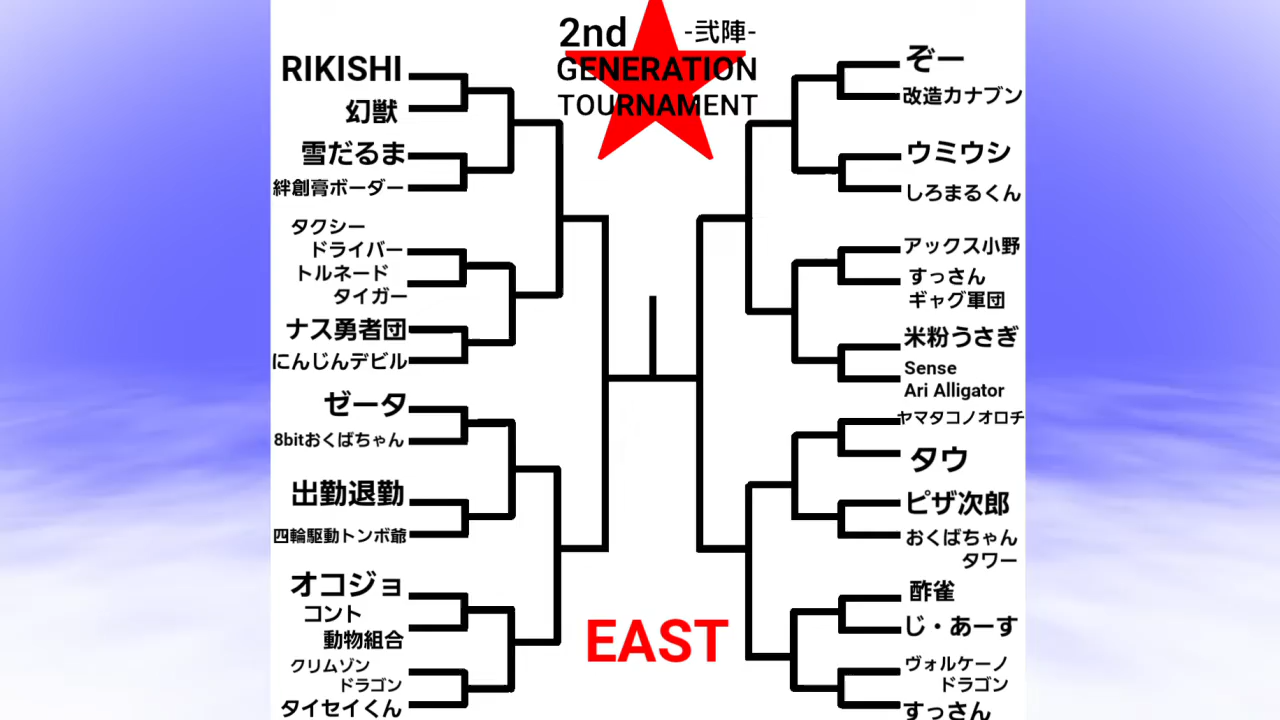 2nd -弐陣-
GENERATION
TOURNAMENT
RIKISHI
幻獣
雪だるま
絆創膏ボーダー
タクシー
ドライバー
トルネード
タイガー
ナス勇者団
にんじんデビル
ゼータ
8bitおくばちゃん
出勤退勤
四輪駆動トンボ爺
オコジョ
コント
動物組合
クリムゾン
ドラゴン
タイセイくん
ぞー
改造カナブン
ウミウシ
しろまるくん
アックス小野
すっさん
ギャグ軍団
米粉うさぎ
Sense
Ari Alligator
ヤマタコノオロチ
タウ
ピザ次郎
おくばちゃん
タワー
酢雀
じ・あーす
ヴォルケーノ
ドラゴン
すっさん
EAST